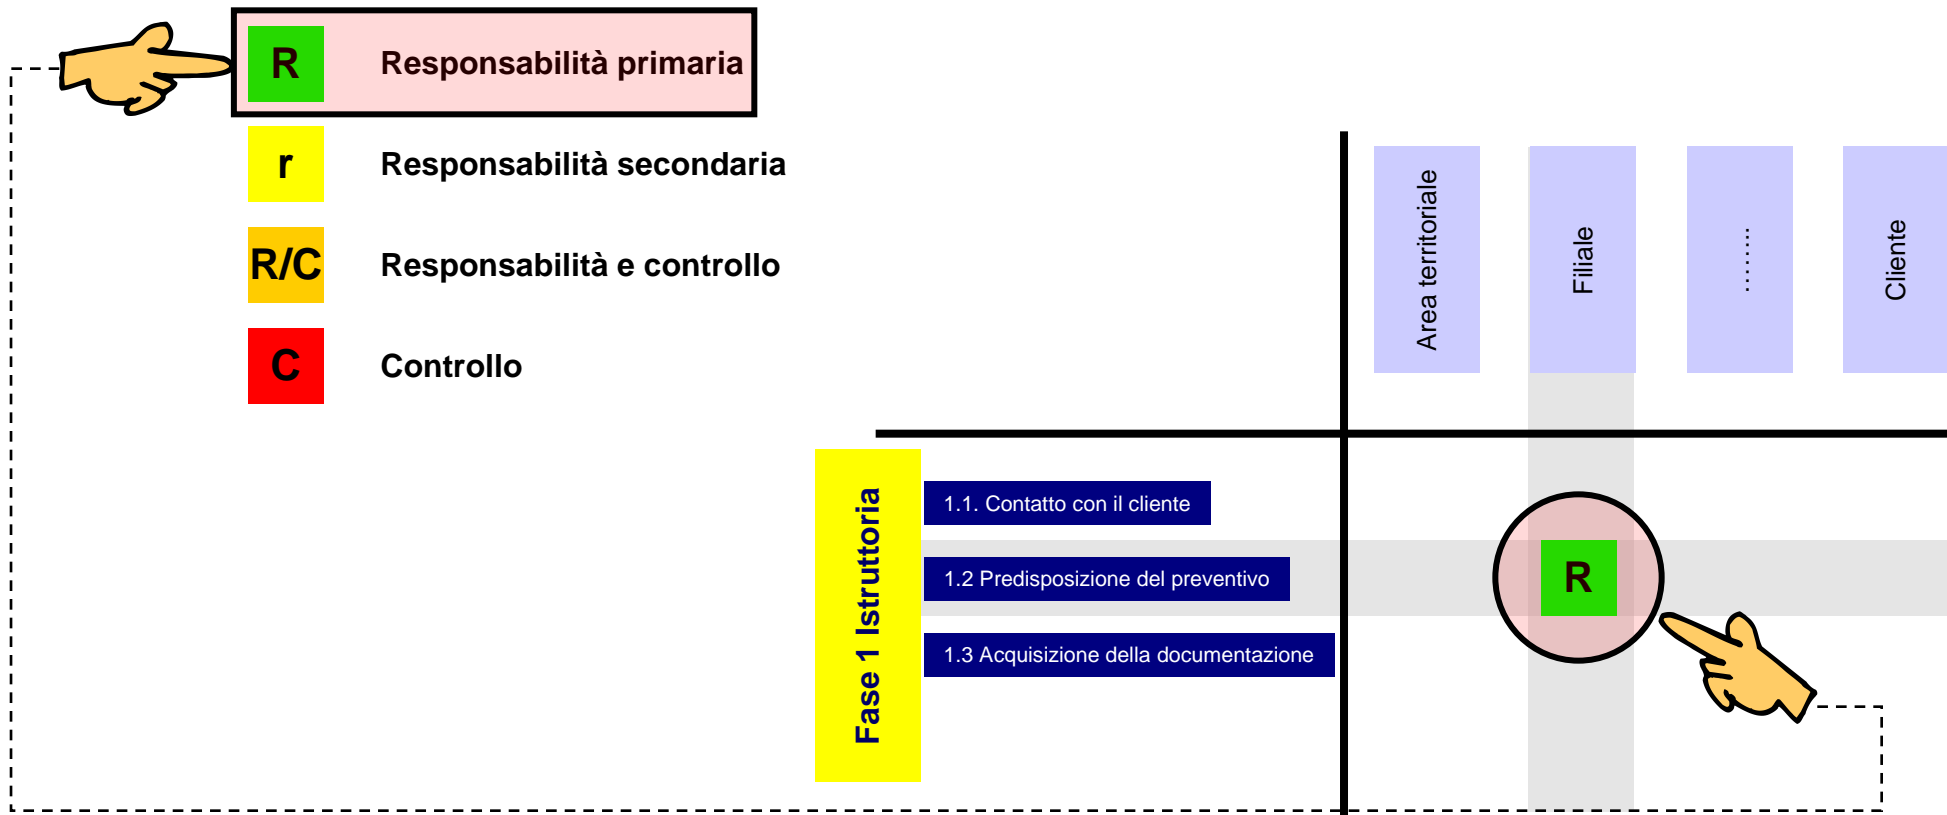 R Responsabilità primaria
r Responsabilità secondaria
R/C Responsabilità e controllo
C Controllo
Area territoriale
Filiale
........
Cliente
Fase 1 Istruttoria
1.1. Contatto con il cliente
1.2 Predisposizione del preventivo
R
1.3 Acquisizione della documentazione